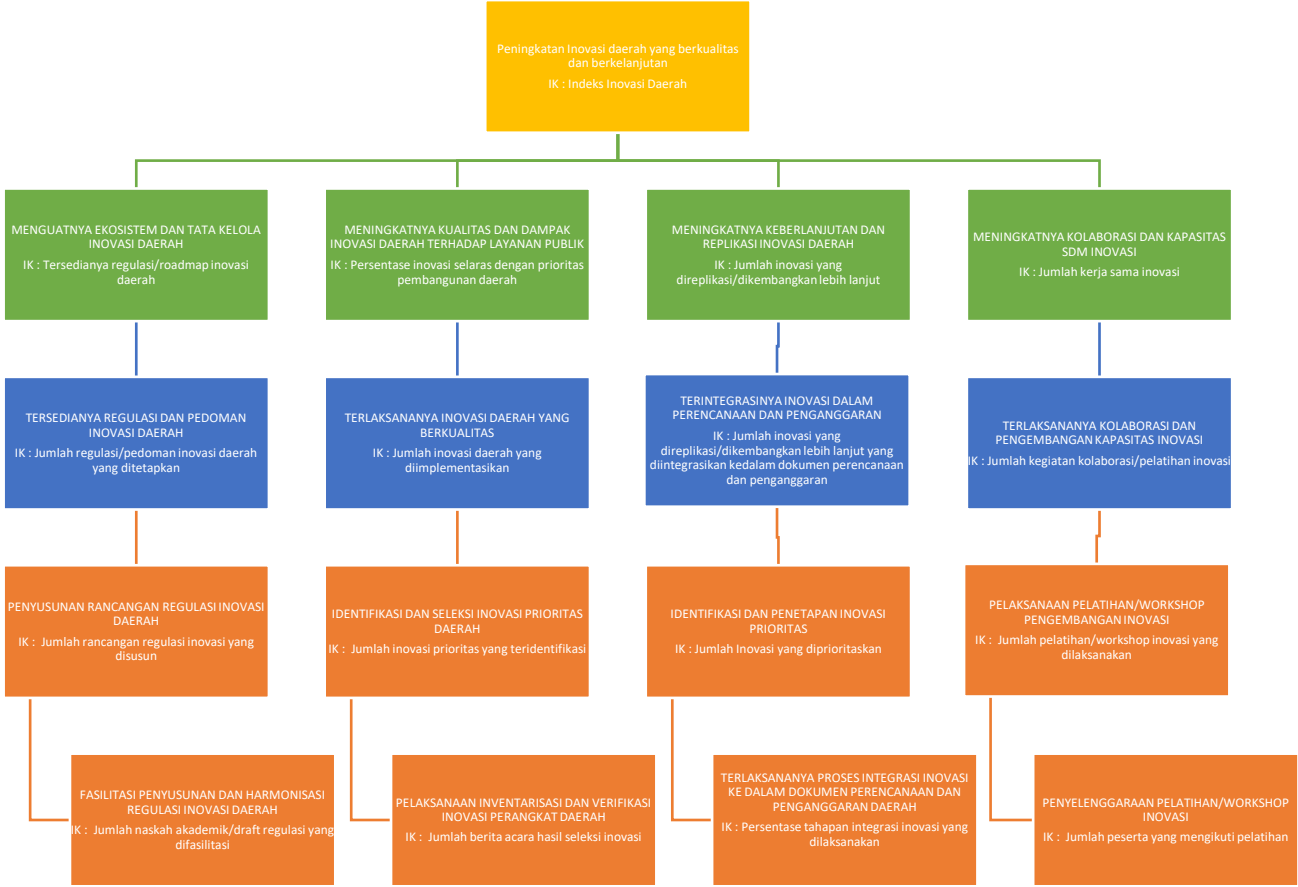 Peningkatan Inovasi daerah yang berkualitas
dan berkelanjutan
IK : Indeks Inovasi Daerah
MENGUATNYA EKOSISTEM DAN TATA KELOLA
INOVASI DAERAH
IK : Tersedianya regulasi/roadmap inovasi
daerah
MENINGKATNYA KUALITAS DAN DAMPAK
INOVASI DAERAH TERHADAP LAYANAN PUBLIK
IK : Persentase inovasi selaras dengan prioritas
pembangunan daerah
MENINGKATNYA KEBERLANJUTAN DAN
REPLIKASI INOVASI DAERAH
IK : Jumlah inovasi yang
direplikasi/dikembangkan lebih lanjut
MENINGKATNYA KOLABORASI DAN KAPASITAS
SDM INOVASI
IK : Jumlah kerja sama inovasi
TERSEDIANYA REGULASI DAN PEDOMAN
INOVASI DAERAH
IK : Jumlah regulasi/pedoman inovasi daerah
yang ditetapkan
TERLAKSANANYA INOVASI DAERAH YANG
BERKUALITAS
IK : Jumlah inovasi daerah yang
diimplementasikan
TERINTEGRASINYA INOVASI DALAM
PERENCANAAN DAN PENGANGGARAN
IK : Jumlah inovasi yang
direplikasi/dikembangkan lebih lanjut yang
diintegrasikan kedalam dokumen perencanaan
dan penganggaran
TERLAKSANANYA KOLABORASI DAN
PENGEMBANGAN KAPASITAS INOVASI
IK : Jumlah kegiatan kolaborasi/pelatihan inovasi
PENYUSUNAN RANCANGAN REGULASI INOVASI
DAERAH
IK : Jumlah rancangan regulasi inovasi yang
disusun
IDENTIFIKASI DAN SELEKSI INOVASI PRIORITAS
DAERAH
IK : Jumlah inovasi prioritas yang teridentifikasi
IDENTIFIKASI DAN PENETAPAN INOVASI
PRIORITAS
IK : Jumlah Inovasi yang diprioritaskan
PELAKSANAAN PELATIHAN/WORKSHOP
PENGEMBANGAN INOVASI
IK : Jumlah pelatihan/workshop inovasi yang
dilaksanakan
FASILITASI PENYUSUNAN DAN HARMONISASI
REGULASI INOVASI DAERAH
IK : Jumlah naskah akademik/draft regulasi yang
difasilitasi
PELAKSANAAN INVENTARISASI DAN VERIFIKASI
INOVASI PERANGKAT DAERAH
IK : Jumlah berita acara hasil seleksi inovasi
TERLAKSANANYA PROSES INTEGRASI INOVASI
KE DALAM DOKUMEN PERENCANAAN DAN
PENGANGGARAN DAERAH
IK : Persentase tahapan integrasi inovasi yang
dilaksanakan
PENYELENGGARAAN PELATIHAN/WORKSHOP
INOVASI
IK : Jumlah peserta yang mengikuti pelatihan